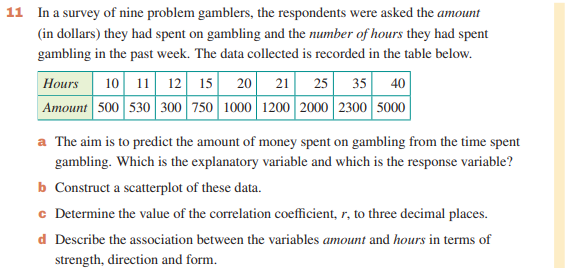 11 In a survey of nine problem gamblers, the respondents were asked the amount
(in dollars) they had spent on gambling and the number of hours they had spent
gambling in the past week. The data collected is recorded in the table below.
Hours 10 11 12 15 20 21 25 35 40
Amount 500 530 300 750 1000 1200 2000 2300 5000
a The aim is to predict the amount of money spent on gambling from the time spent
gambling. Which is the explanatory variable and which is the response variable?
b Construct a scatterplot of these data.
c Determine the value of the correlation coefficient, r, to three decimal places.
d Describe the association between the variables amount and hours in terms of
strength, direction and form.